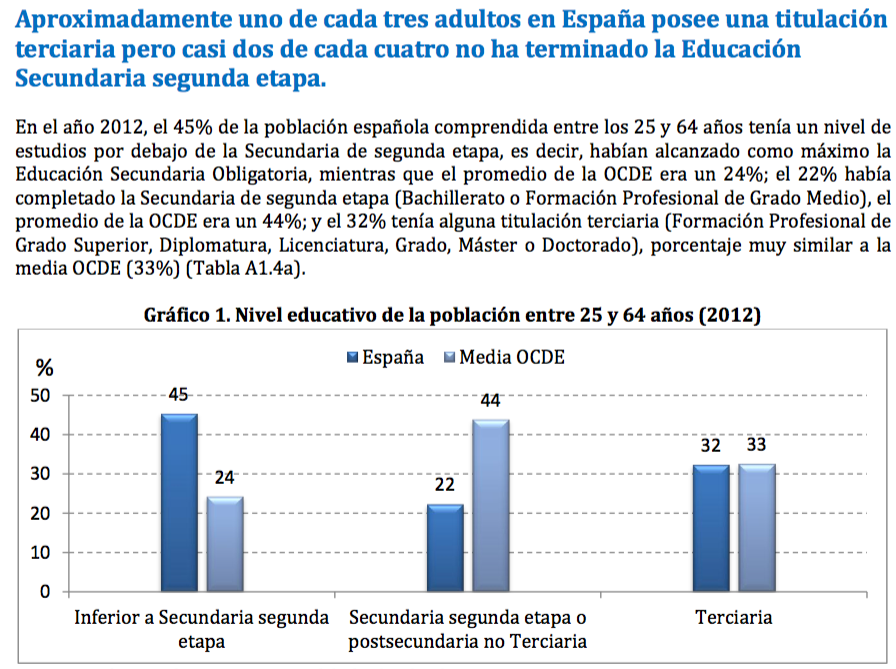 Aproximadamente uno de cada tres adultos en España posee una titulación
terciaria pero casi dos de cada cuatro no ha terminado la Educación
Secundaria segunda etapa.
En el año 2012, el 45% de la población española comprendida entre los 25 y 64 años tenía un nivel de
estudios por debajo de la Secundaria de segunda etapa, es decir, habían alcanzado como máximo la
Educación Secundaria Obligatoria, mientras que el promedio de la OCDE era un 24%; el 22% había
completado la Secundaria de segunda etapa (Bachillerato o Formación Profesional de Grado Medio), el
promedio de la OCDE era un 44%; y el 32% tenía alguna titulación terciaria (Formación Profesional de
Grado Superior, Diplomatura, Licenciatura, Grado, Máster o Doctorado), porcentaje muy similar a la
media OCDE (33%) (Tabla A1.4a).
Gráfico 1. Nivel educativo de la población entre 25 y 64 años (2012)
España Media OCDE
%
50
40
30
20
10
0
45
24
22
44
32
33
Inferior a Secundaria segunda
etapa
Secundaria segunda etapa o
postsecundaria no Terciaria
Terciaria